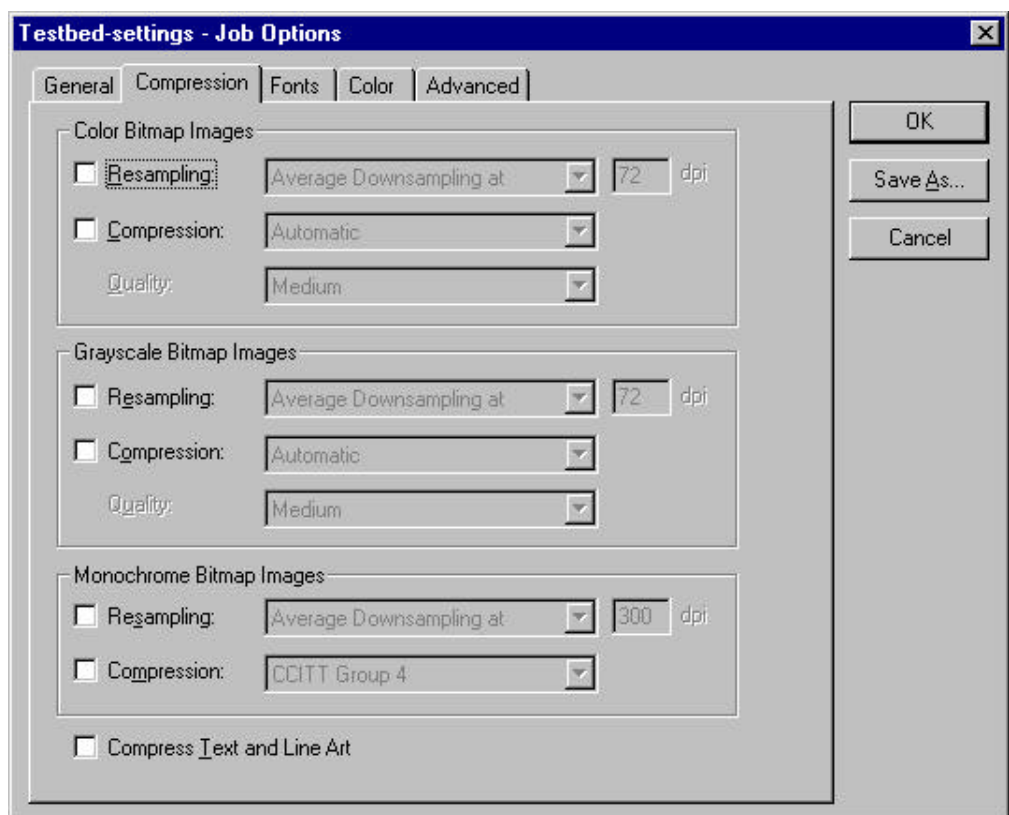 Testbed-settings - Job Options
General Compression Fonts Color Advanced
OK
Save As...
Cancel
Color Bitmap Images
Resampling: Average Downsampling at 72 dpi
Compression: Automatic
Quality: Medium
Grayscale Bitmap Images
Resampling: Average Downsampling at 72 dpi
Compression: Automatic
Quality: Medium
Monochrome Bitmap Images
Resampling: Average Downsampling at 300 dpi
Compression: CCITT Group 4
Compress Text and Line Art